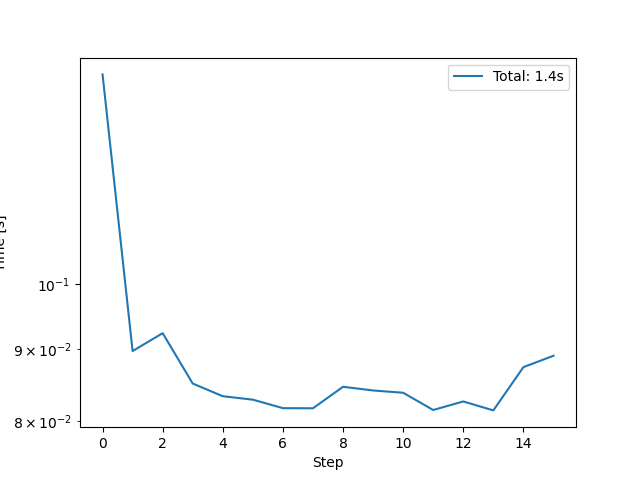 Total: 1.4s
Time [s]
10⁻¹
9 × 10⁻²
8 × 10⁻²
0 2 4 6 8 10 12 14
Step